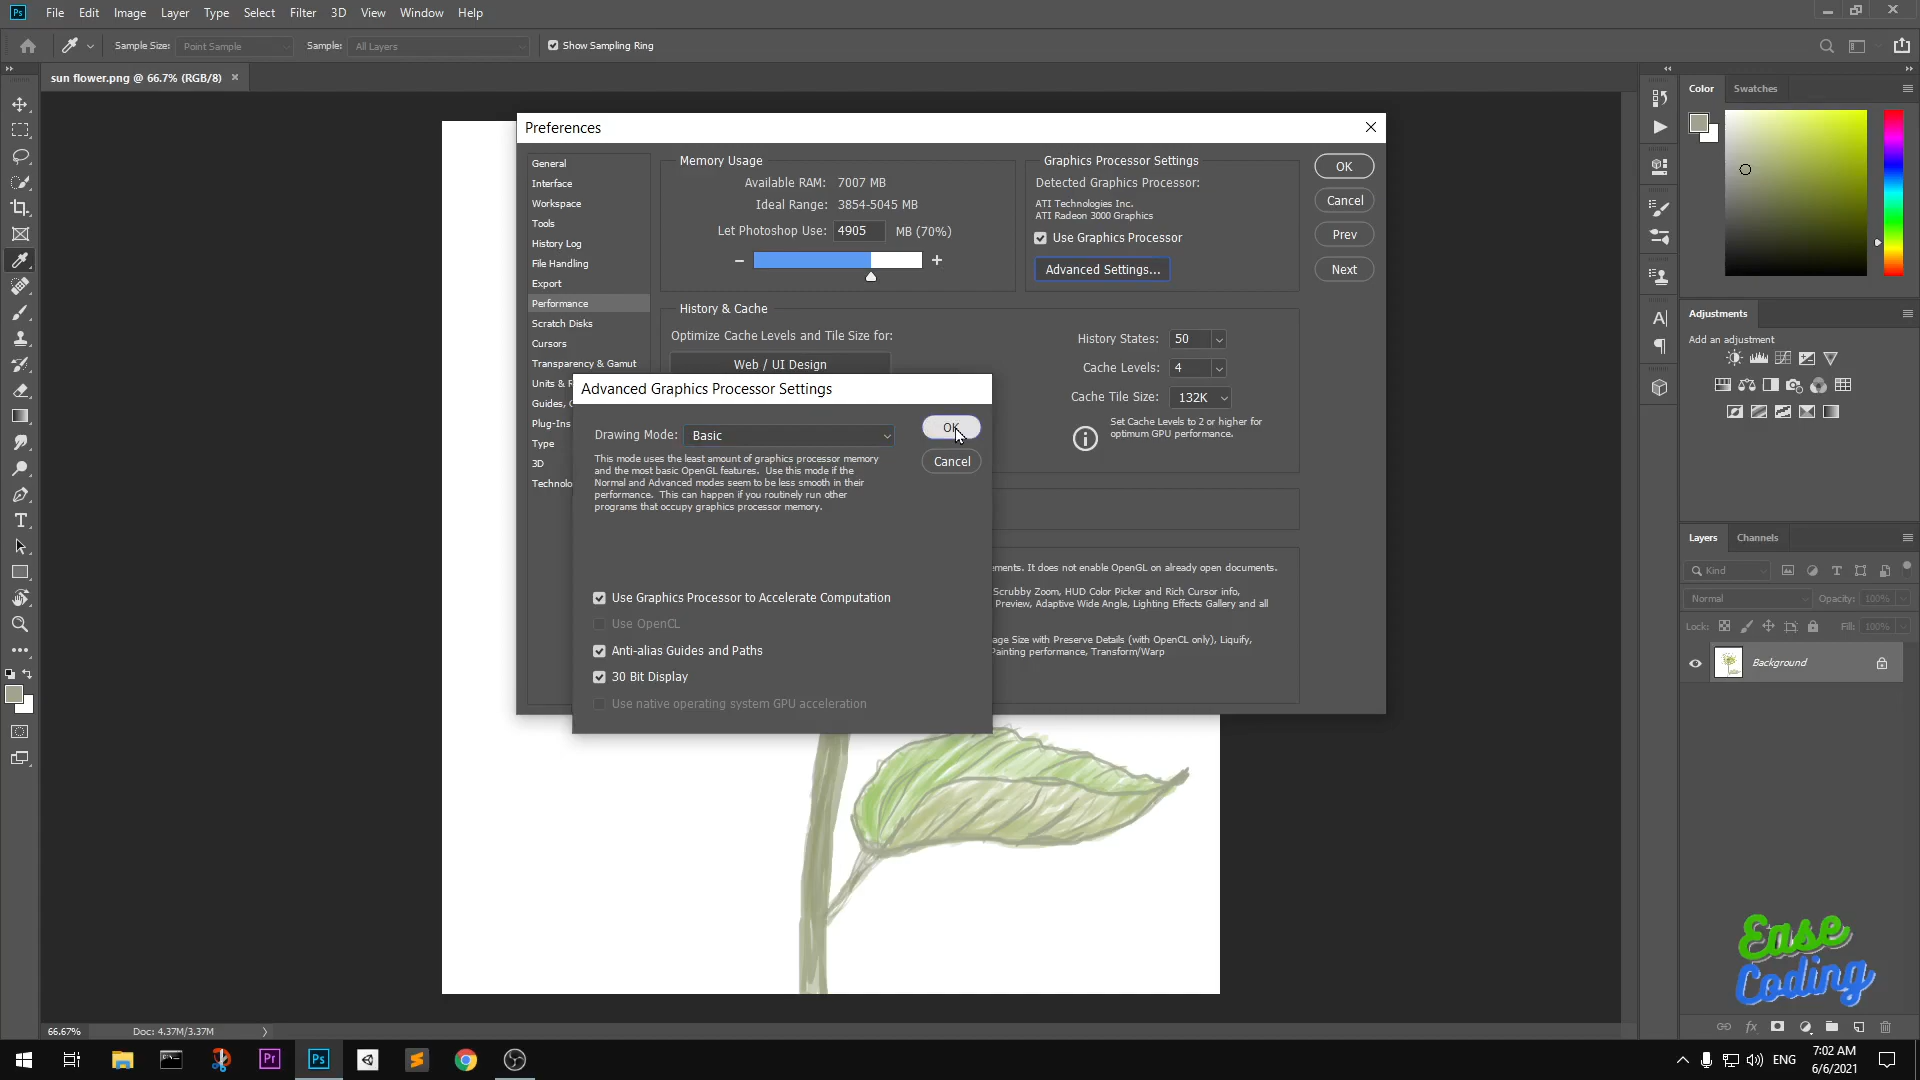 Ps File Edit Image Layer Type Select Filter 3D View Window Help
Sample Size: Point Sample Sample: All Layers Show Sampling Ring
sun flower.png @ 66.7% (RGB/8) ×
Preferences
General
Interface
Workspace
Tools
History Log
File Handling
Export
Performance
Scratch Disks
Cursors
Transparency & Gamut
Units & R
Guides, G
Plug-Ins
Type
3D
Technolo
Memory Usage
Available RAM: 7007 MB
Ideal Range: 3854-5045 MB
Let Photoshop Use: 4905 MB (70%)
− +
Graphics Processor Settings
Detected Graphics Processor:
ATI Technologies Inc.
ATI Radeon 3000 Graphics
Use Graphics Processor
Advanced Settings...
OK
Cancel
Prev
Next
History & Cache
Optimize Cache Levels and Tile Size for:
Web / UI Design
History States: 50
Cache Levels: 4
Cache Tile Size: 132K
Set Cache Levels to 2 or higher for
optimum GPU performance.
ements. It does not enable OpenGL on already open documents.
Scrubby Zoom, HUD Color Picker and Rich Cursor info,
Preview, Adaptive Wide Angle, Lighting Effects Gallery and all
age Size with Preserve Details (with OpenCL only), Liquify,
Painting performance, Transform/Warp
Advanced Graphics Processor Settings
Drawing Mode: Basic
OK
Cancel
This mode uses the least amount of graphics processor memory
and the most basic OpenGL features. Use this mode if the
Normal and Advanced modes seem to be less smooth in their
performance. This can happen if you routinely run other
programs that occupy graphics processor memory.
Use Graphics Processor to Accelerate Computation
Use OpenCL
Anti-alias Guides and Paths
30 Bit Display
Use native operating system GPU acceleration
Color Swatches
Adjustments
Add an adjustment
Layers Channels
Kind
Normal Opacity: 100%
Lock: Fill: 100%
Background
Ease
Coding
fx
66.67% Doc: 4.37M/3.37M
Pr Ps
ENG
7:02 AM
6/6/2021